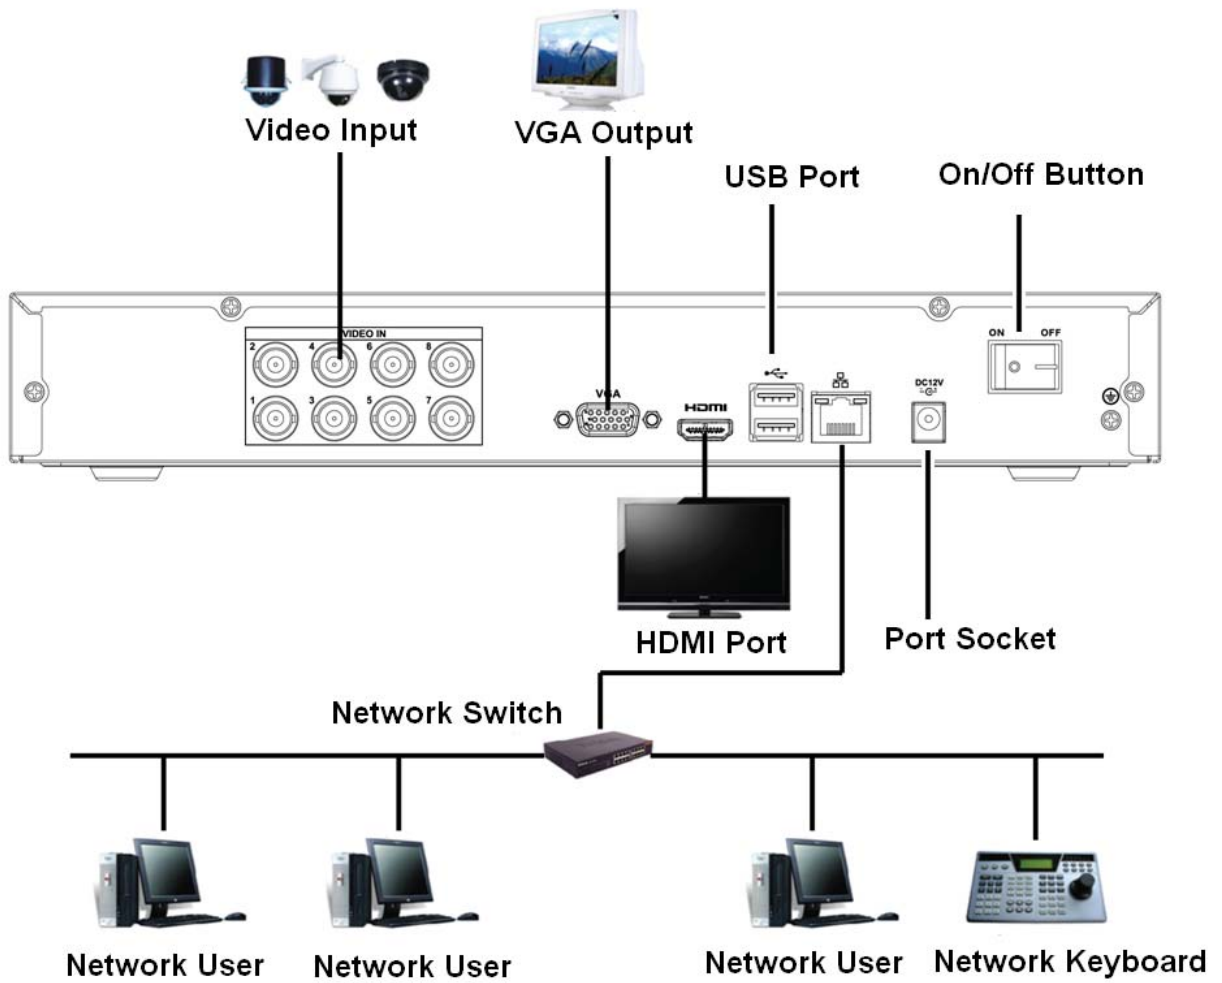 Video Input
VGA Output
USB Port
On/Off Button
VIDEO IN
2 4 6 8
1 3 5 7
VGA
HDMI
DC12V
ON OFF
HDMI Port
Port Socket
Network Switch
Network User
Network User
Network User
Network Keyboard